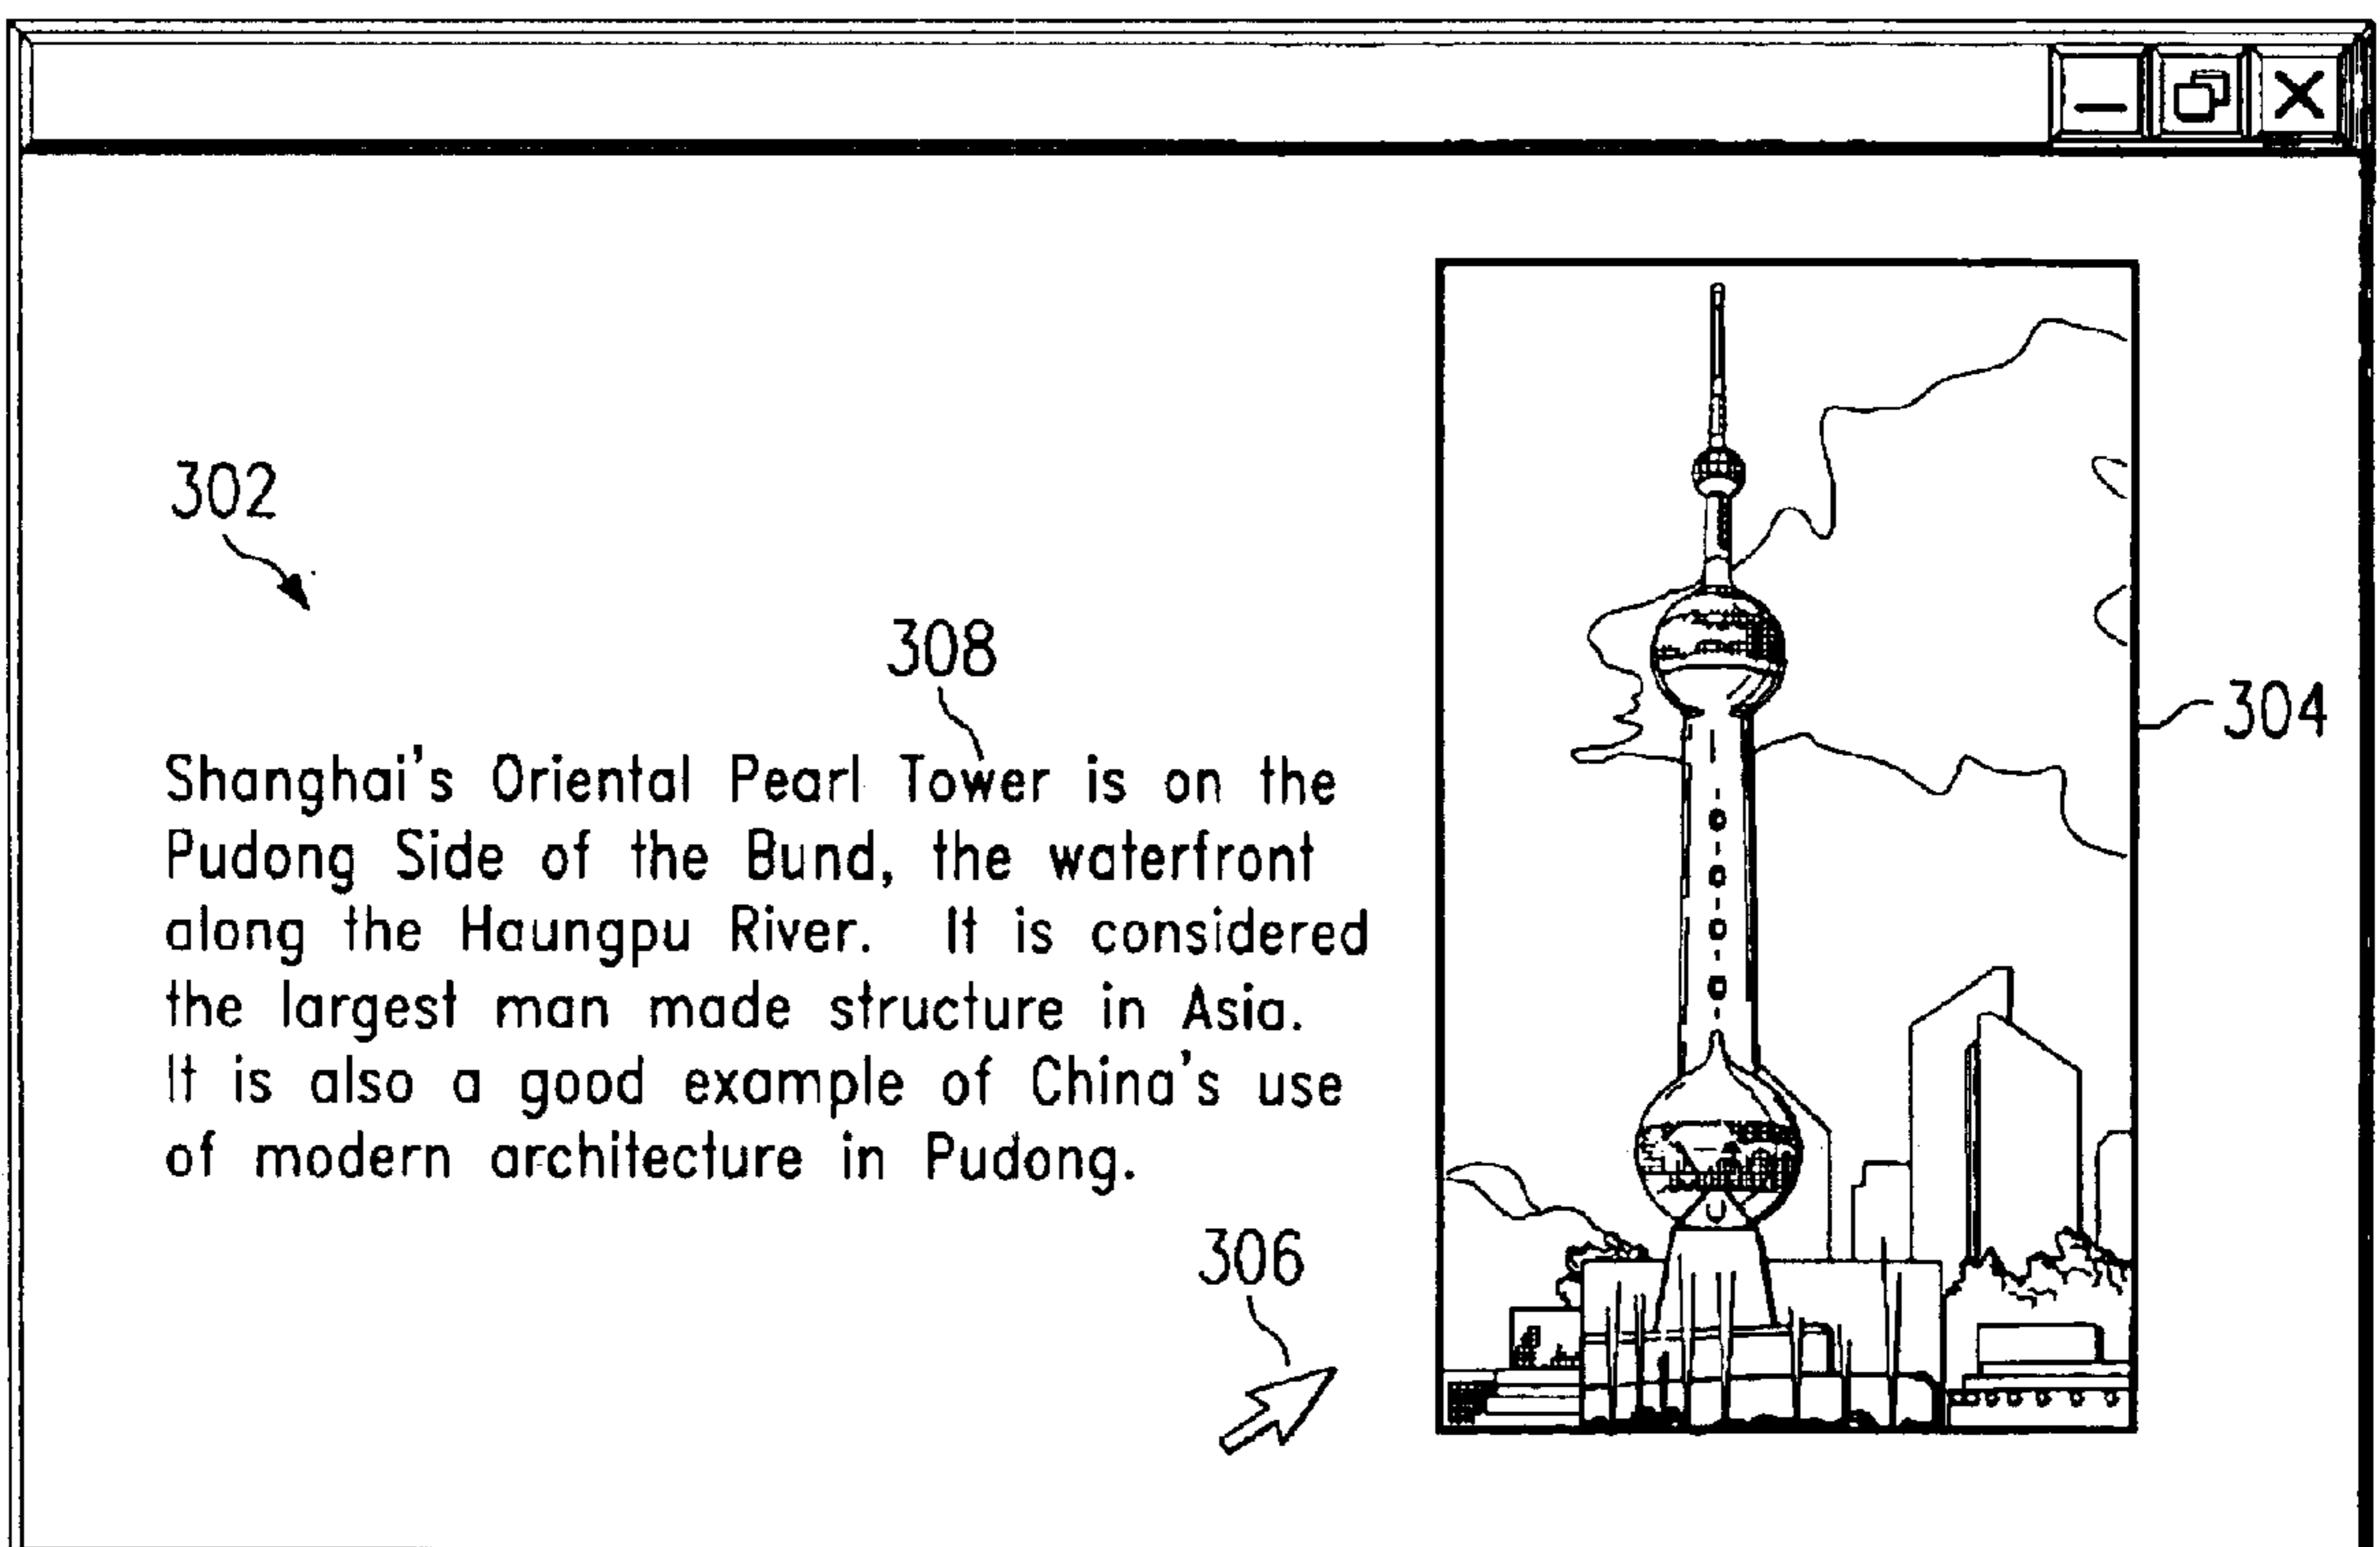 302
308
304
Shanghai's Oriental Pearl Tower is on the
Pudong Side of the Bund, the waterfront
along the Haungpu River. It is considered
the largest man made structure in Asia.
It is also a good example of China's use
of modern architecture in Pudong.
306